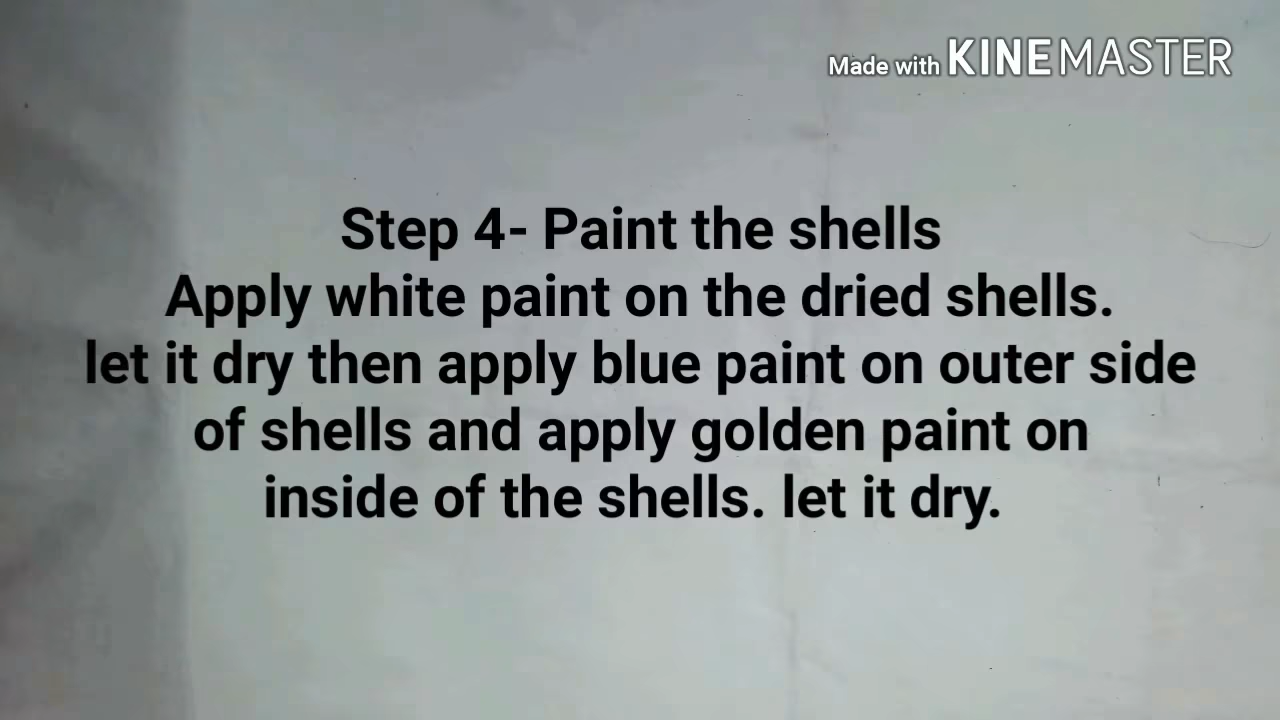 Made with KINEMASTER
Step 4- Paint the shells
Apply white paint on the dried shells.
let it dry then apply blue paint on outer side
of shells and apply golden paint on
inside of the shells. let it dry.